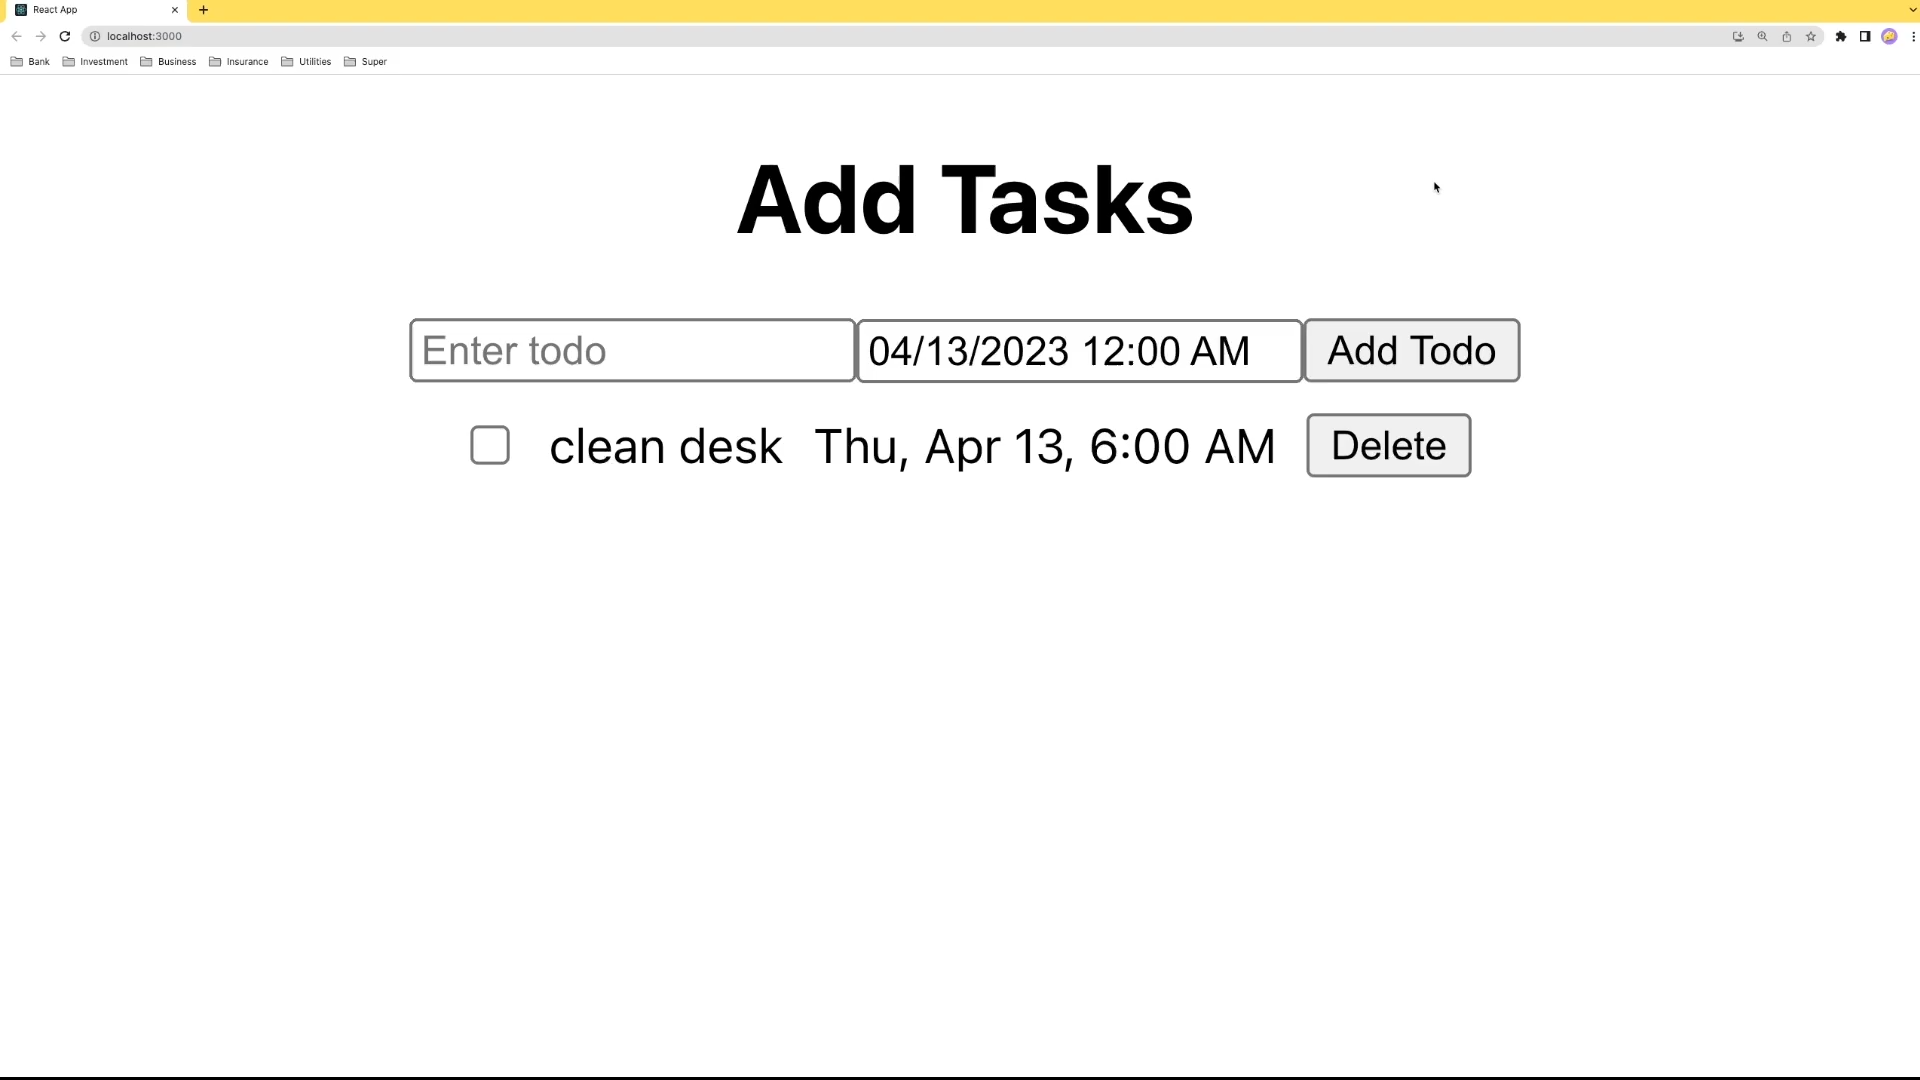 React App
localhost:3000
Bank Investment Business Insurance Utilities Super
Add Tasks
Enter todo 04/13/2023 12:00 AM Add Todo
clean desk Thu, Apr 13, 6:00 AM Delete